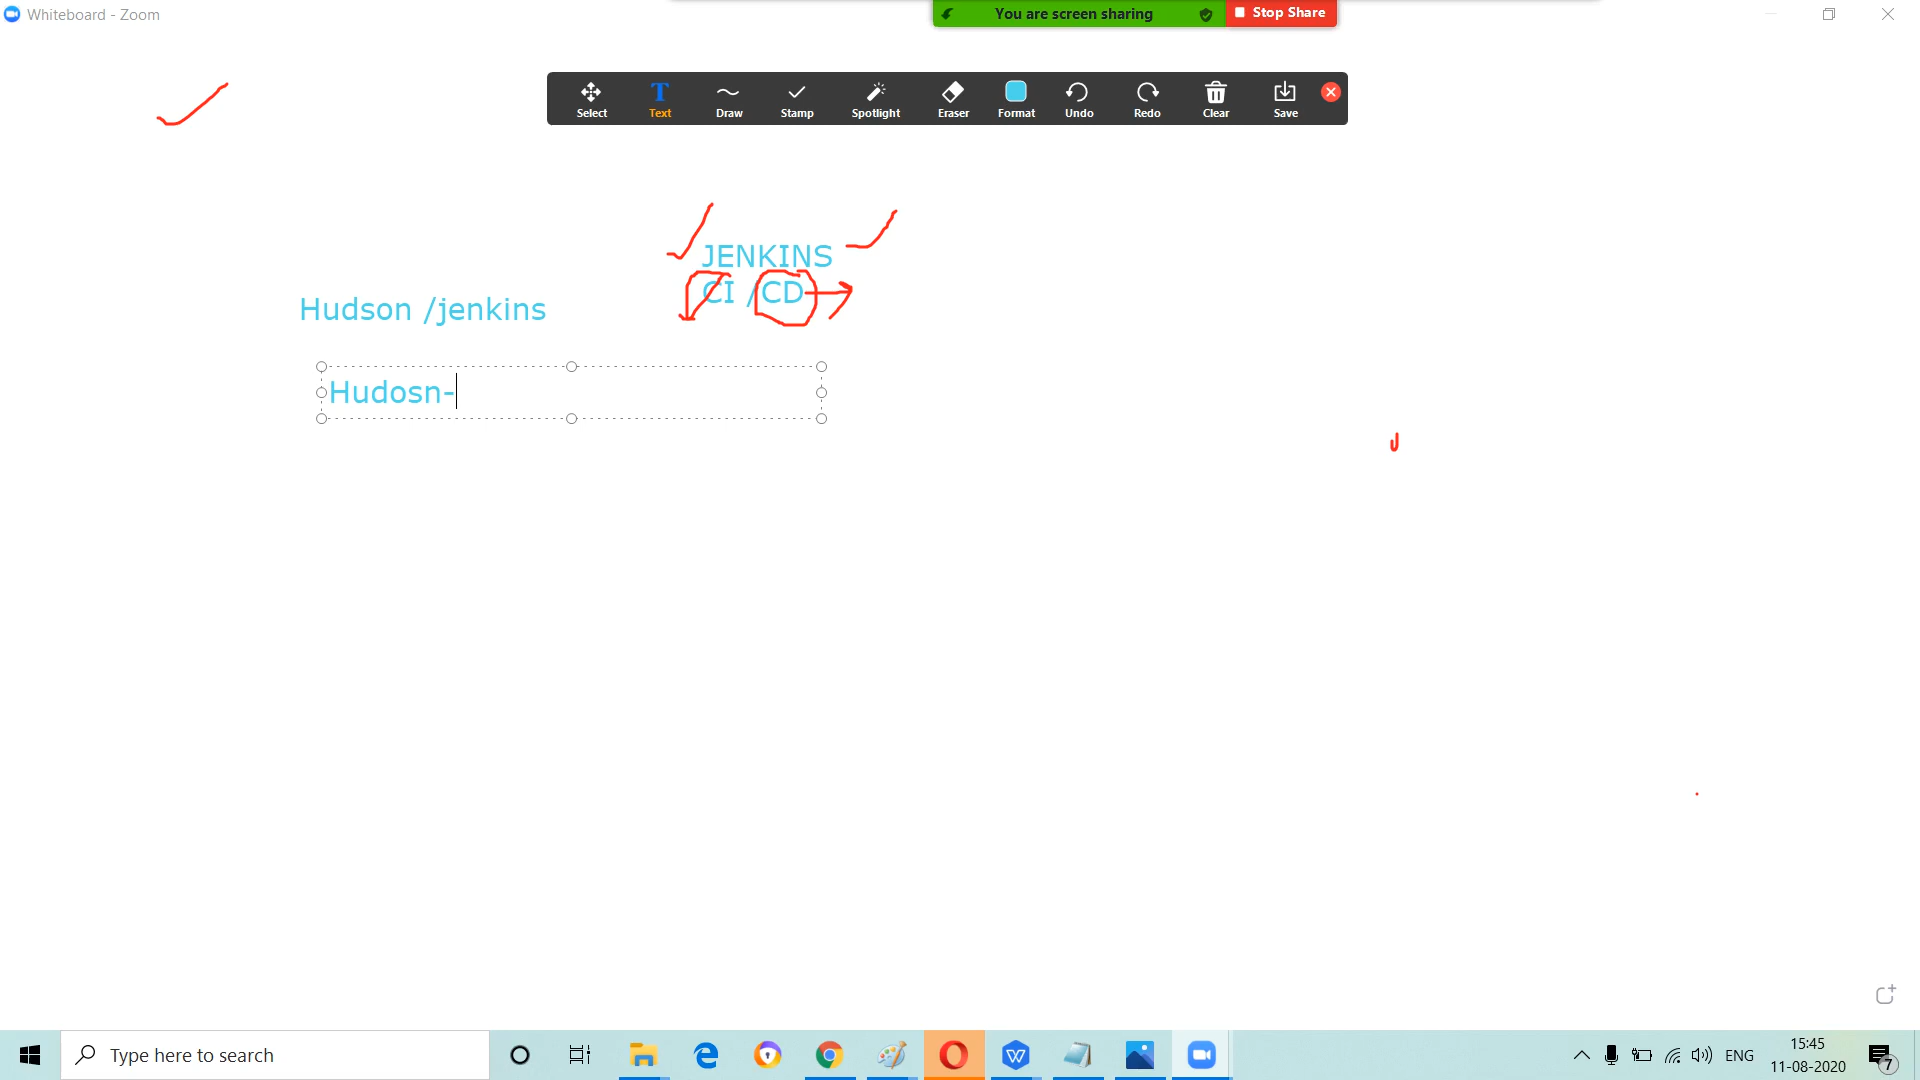 Whiteboard - Zoom
You are screen sharing
Stop Share
Select
Text
Draw
Stamp
Spotlight
Eraser
Format
Undo
Redo
Clear
Save
JENKINS
CI /CD
Hudson /jenkins
Hudosn-
Type here to search
ENG
15:45
11-08-2020
7